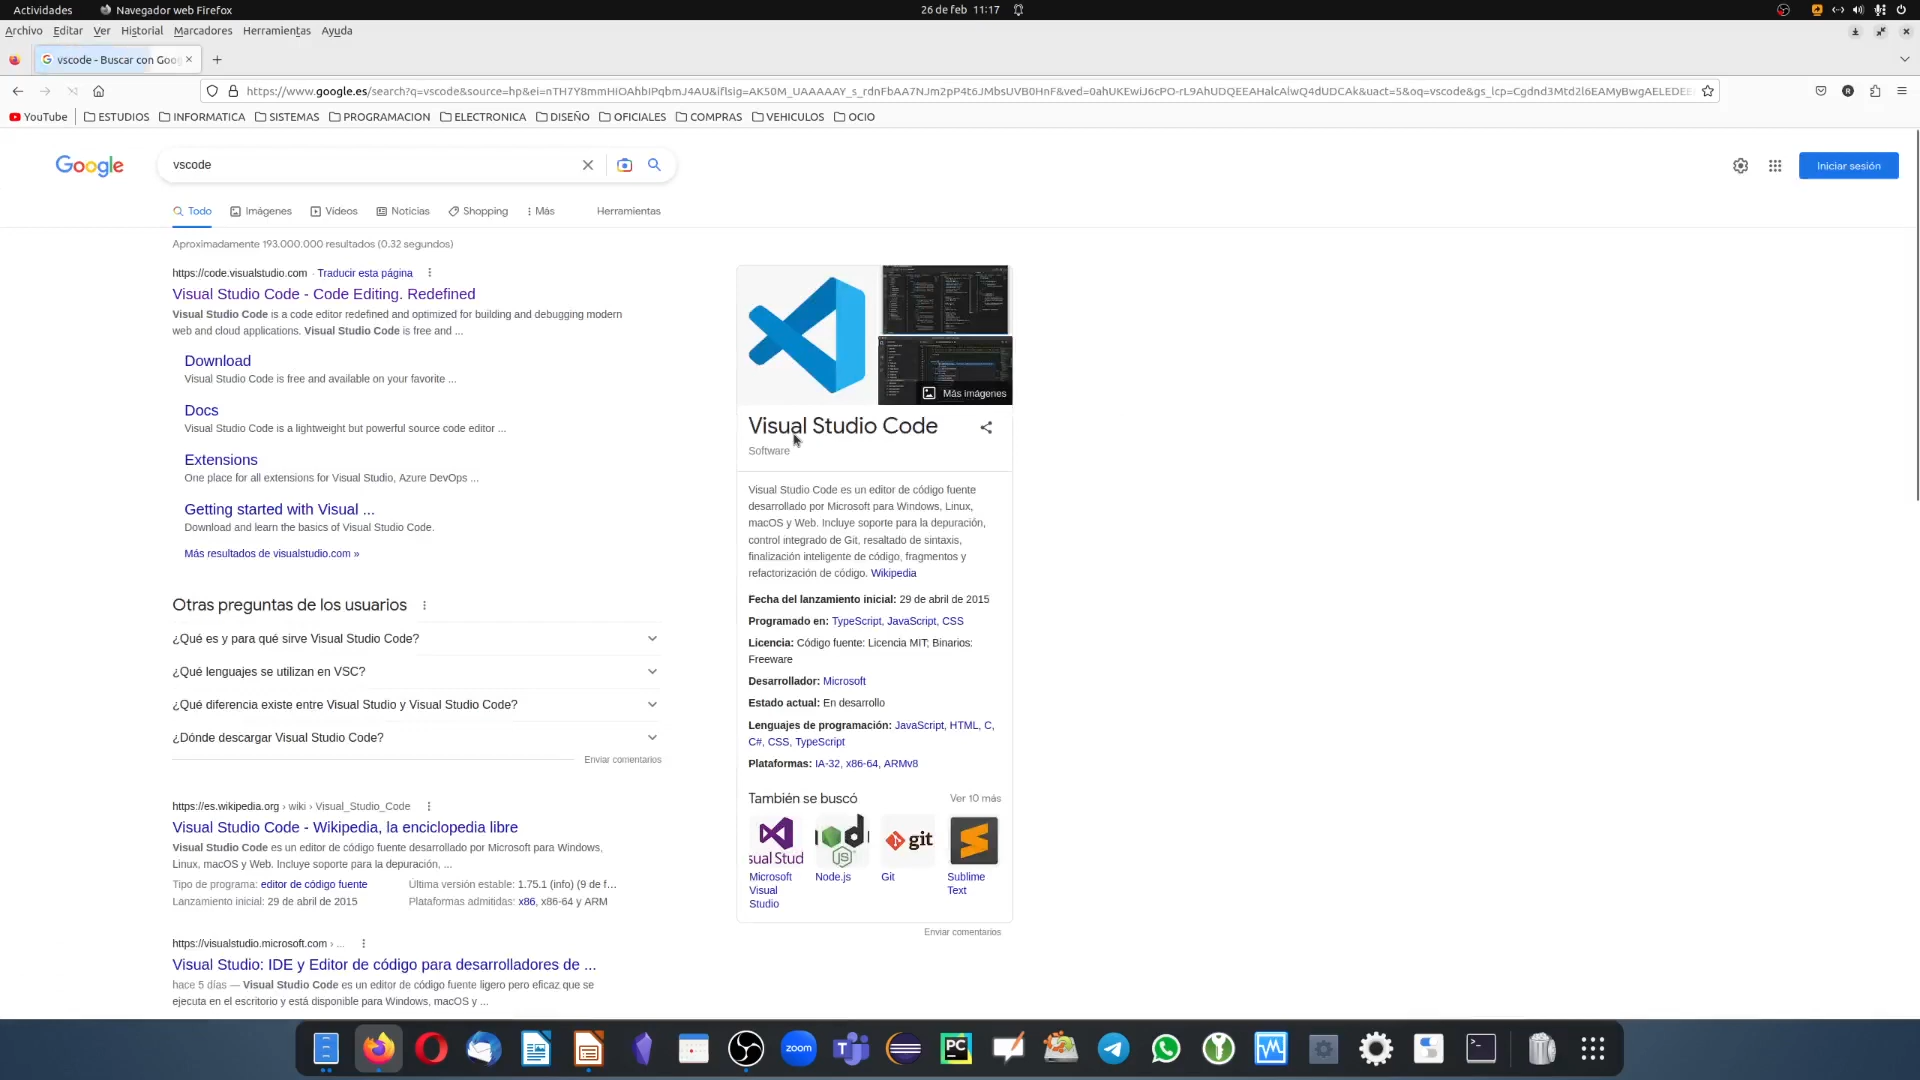 Actividades
Navegador web Firefox
26 de feb 11:17
Archivo Editar Ver Historial Marcadores Herramientas Ayuda
vscode - Buscar con Goog
https://www.google.es/search?q=vscode&source=hp&ei=nTH7Y8mmHIOAhbIPqbmJ4AU&iflsig=AK50M_UAAAAAY_s_rdnFbAA7NJm2pP4t6JMbsUVB0HnF&ved=0ahUKEwiJ6cPO-rL9AhUDQEEAHalcAlwQ4dUDCAk&uact=5&oq=vscode&gs_lcp=Cgdnd3Mtd2l6EAMyBwgAELEDEE
YouTube ESTUDIOS INFORMATICA SISTEMAS PROGRAMACION ELECTRONICA DISEÑO OFICIALES COMPRAS VEHICULOS OCIO
Google
vscode
Iniciar sesión
Todo Imágenes Vídeos Noticias Shopping Más Herramientas
Aproximadamente 193.000.000 resultados (0.32 segundos)
https://code.visualstudio.com · Traducir esta página
Visual Studio Code - Code Editing. Redefined
Visual Studio Code is a code editor redefined and optimized for building and debugging modern
web and cloud applications. Visual Studio Code is free and ...
Download
Visual Studio Code is free and available on your favorite ...
Docs
Visual Studio Code is a lightweight but powerful source code editor ...
Extensions
One place for all extensions for Visual Studio, Azure DevOps ...
Getting started with Visual ...
Download and learn the basics of Visual Studio Code.
Más resultados de visualstudio.com »
Otras preguntas de los usuarios
¿Qué es y para qué sirve Visual Studio Code?
¿Qué lenguajes se utilizan en VSC?
¿Qué diferencia existe entre Visual Studio y Visual Studio Code?
¿Dónde descargar Visual Studio Code?
Enviar comentarios
https://es.wikipedia.org › wiki › Visual_Studio_Code
Visual Studio Code - Wikipedia, la enciclopedia libre
Visual Studio Code es un editor de código fuente desarrollado por Microsoft para Windows,
Linux, macOS y Web. Incluye soporte para la depuración, ...
Tipo de programa: editor de código fuente Última versión estable: 1.75.1 (info) (9 de f...
Lanzamiento inicial: 29 de abril de 2015 Plataformas admitidas: x86, x86-64 y ARM
https://visualstudio.microsoft.com › ...
Visual Studio: IDE y Editor de código para desarrolladores de ...
hace 5 días — Visual Studio Code es un editor de código fuente ligero pero eficaz que se
ejecuta en el escritorio y está disponible para Windows, macOS y ...
Más imágenes
Visual Studio Code
Software
Visual Studio Code es un editor de código fuente
desarrollado por Microsoft para Windows, Linux,
macOS y Web. Incluye soporte para la depuración,
control integrado de Git, resaltado de sintaxis,
finalización inteligente de código, fragmentos y
refactorización de código. Wikipedia
Fecha del lanzamiento inicial: 29 de abril de 2015
Programado en: TypeScript, JavaScript, CSS
Licencia: Código fuente: Licencia MIT; Binarios:
Freeware
Desarrollador: Microsoft
Estado actual: En desarrollo
Lenguajes de programación: JavaScript, HTML, C,
C#, CSS, TypeScript
Plataformas: IA-32, x86-64, ARMv8
También se buscó Ver 10 más
sual Stud
git
Microsoft
Visual
Studio
Node.js
Git
Sublime
Text
Enviar comentarios
zoom
PC